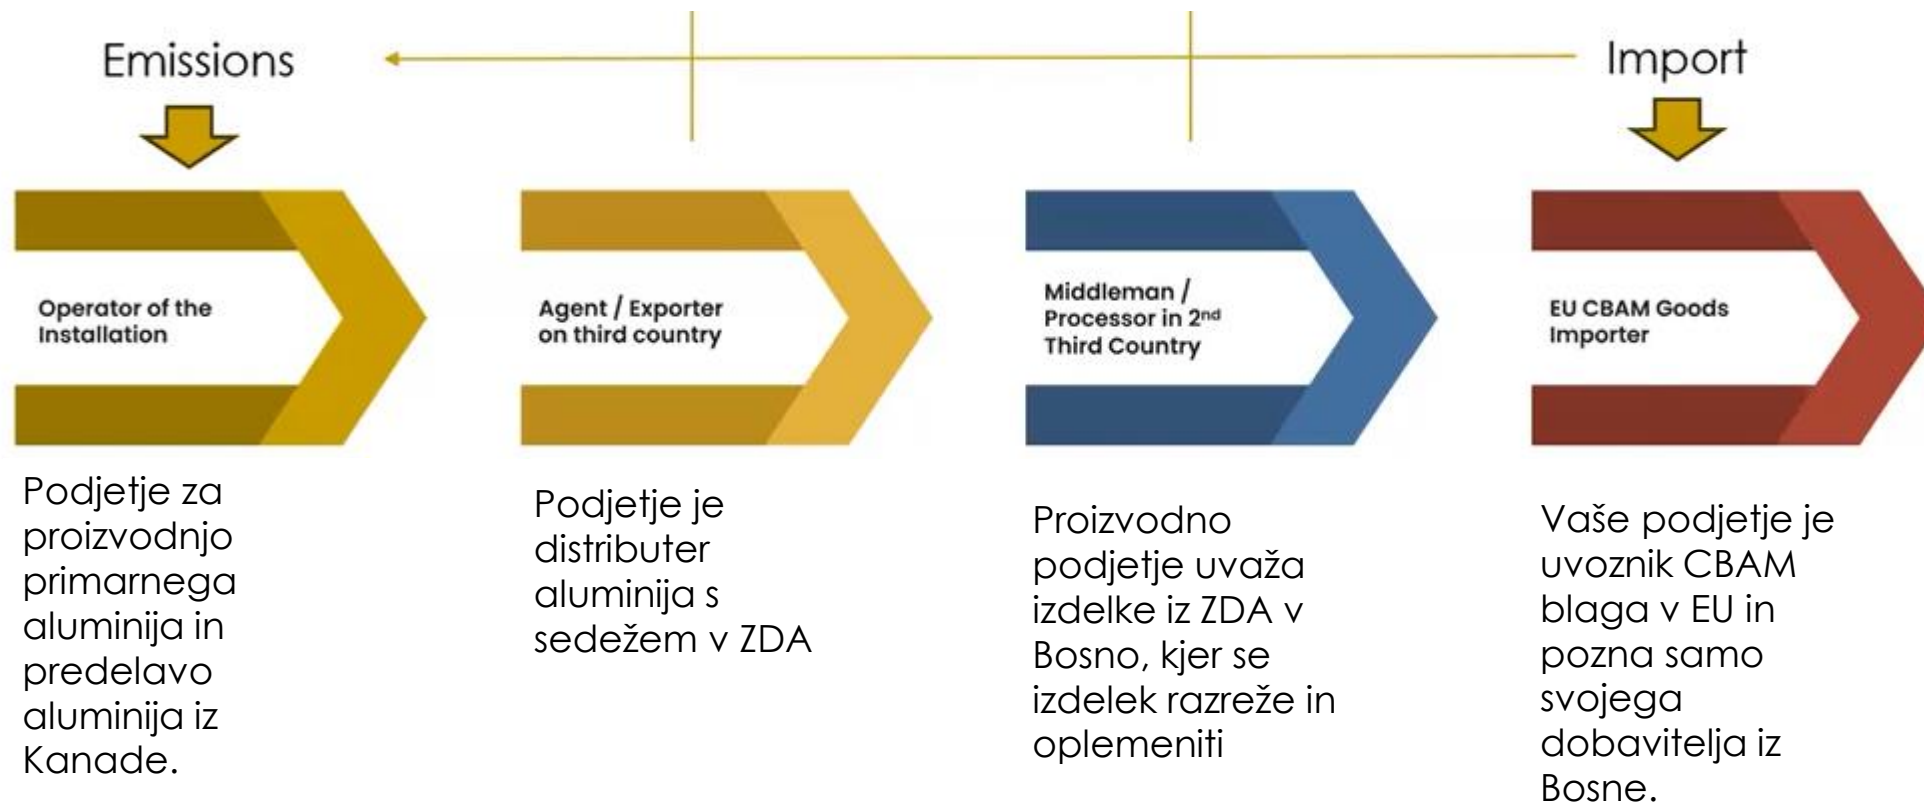 Emissions
Import
Operator of the
Installation
Agent / Exporter
on third country
Middleman /
Processor in 2nd
Third Country
EU CBAM Goods
Importer
Podjetje za
proizvodnjo
primarnega
aluminija in
predelavo
aluminija iz
Kanade.
Podjetje je
distributer
aluminija s
sedežem v ZDA
Proizvodno
podjetje uvaža
izdelke iz ZDA v
Bosno, kjer se
izdelek razreže in
oplemeniti
Vaše podjetje je
uvoznik CBAM
blaga v EU in
pozna samo
svojega
dobavitelja iz
Bosne.